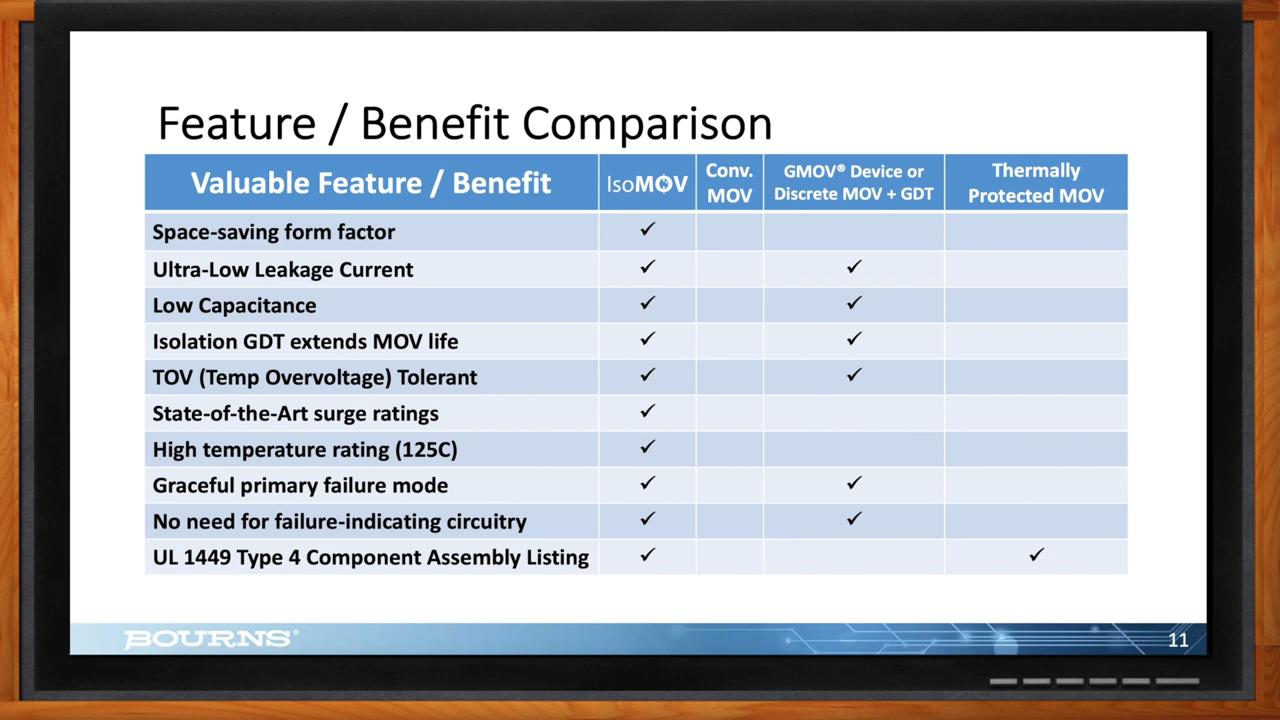 Feature / Benefit Comparison
Valuable Feature / Benefit
IsoMOV
Conv.
MOV
GMOV® Device or
Discrete MOV + GDT
Thermally
Protected MOV
Space-saving form factor ✓
Ultra-Low Leakage Current ✓ ✓
Low Capacitance ✓ ✓
Isolation GDT extends MOV life ✓ ✓
TOV (Temp Overvoltage) Tolerant ✓ ✓
State-of-the-Art surge ratings ✓
High temperature rating (125C) ✓
Graceful primary failure mode ✓ ✓
No need for failure-indicating circuitry ✓ ✓
UL 1449 Type 4 Component Assembly Listing ✓ ✓
BOURNS®
11